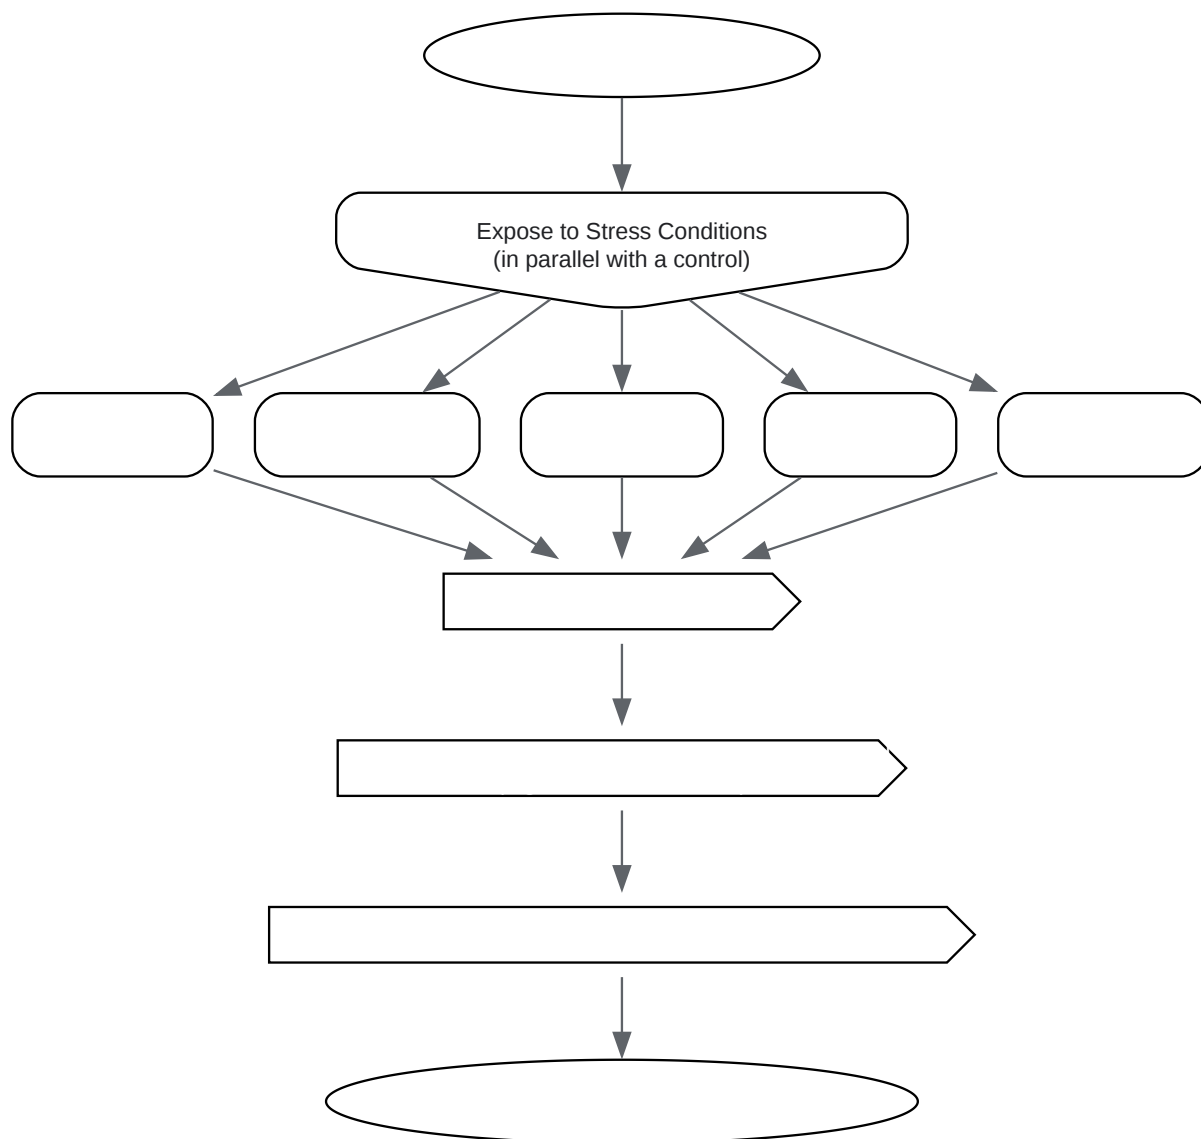 Expose to Stress Conditions
(in parallel with a control)